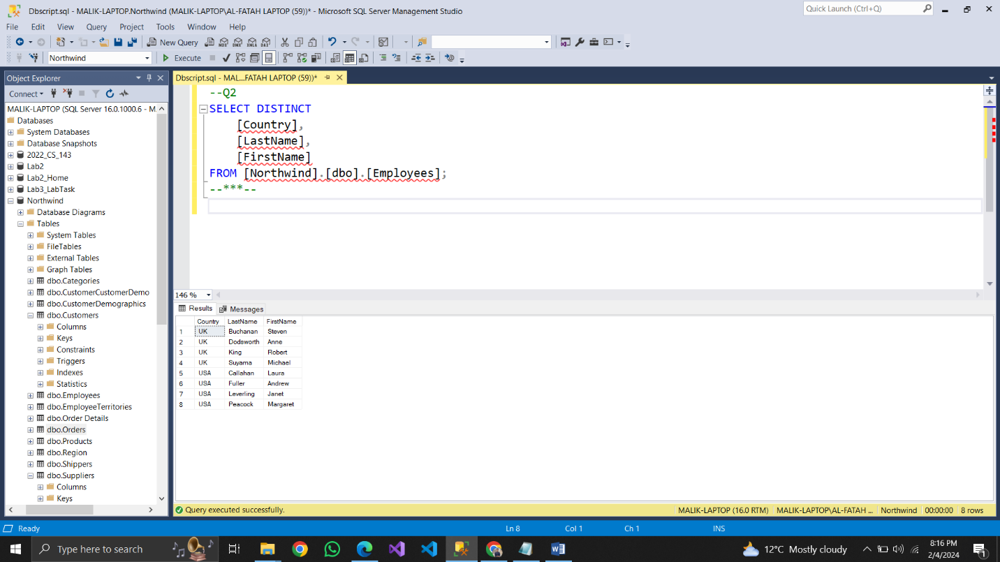 Dbscript.sql - MALIK-LAPTOP.Northwind (MALIK-LAPTOP\AL-FATAH LAPTOP (59))* - Microsoft SQL Server Management Studio
Quick Launch (Ctrl+Q)
File Edit View Query Project Tools Window Help
New Query
MDX DMX XMLA DAX
Northwind
Execute
Object Explorer
Connect
MALIK-LAPTOP (SQL Server 16.0.1000.6 - M
Databases
System Databases
Database Snapshots
2022_CS_143
Lab2
Lab2_Home
Lab3_LabTask
Northwind
Database Diagrams
Tables
System Tables
FileTables
External Tables
Graph Tables
dbo.Categories
dbo.CustomerCustomerDemo
dbo.CustomerDemographics
dbo.Customers
Columns
Keys
Constraints
Triggers
Indexes
Statistics
dbo.Employees
dbo.EmployeeTerritories
dbo.Order Details
dbo.Orders
dbo.Products
dbo.Region
dbo.Shippers
dbo.Suppliers
Columns
Keys
Dbscript.sql - MAL...FATAH LAPTOP (59))*
--Q2
SELECT DISTINCT
[Country],
[LastName],
[FirstName]
FROM [Northwind].[dbo].[Employees];
--***--
146 %
Results Messages
Country LastName FirstName
1 UK Buchanan Steven
2 UK Dodsworth Anne
3 UK King Robert
4 UK Suyama Michael
5 USA Callahan Laura
6 USA Fuller Andrew
7 USA Leverling Janet
8 USA Peacock Margaret
Query executed successfully.
MALIK-LAPTOP (16.0 RTM) MALIK-LAPTOP\AL-FATAH ... Northwind 00:00:00 8 rows
Ready
Ln 8 Col 1 Ch 1 INS
Type here to search
12°C Mostly cloudy
8:16 PM
2/4/2024
1